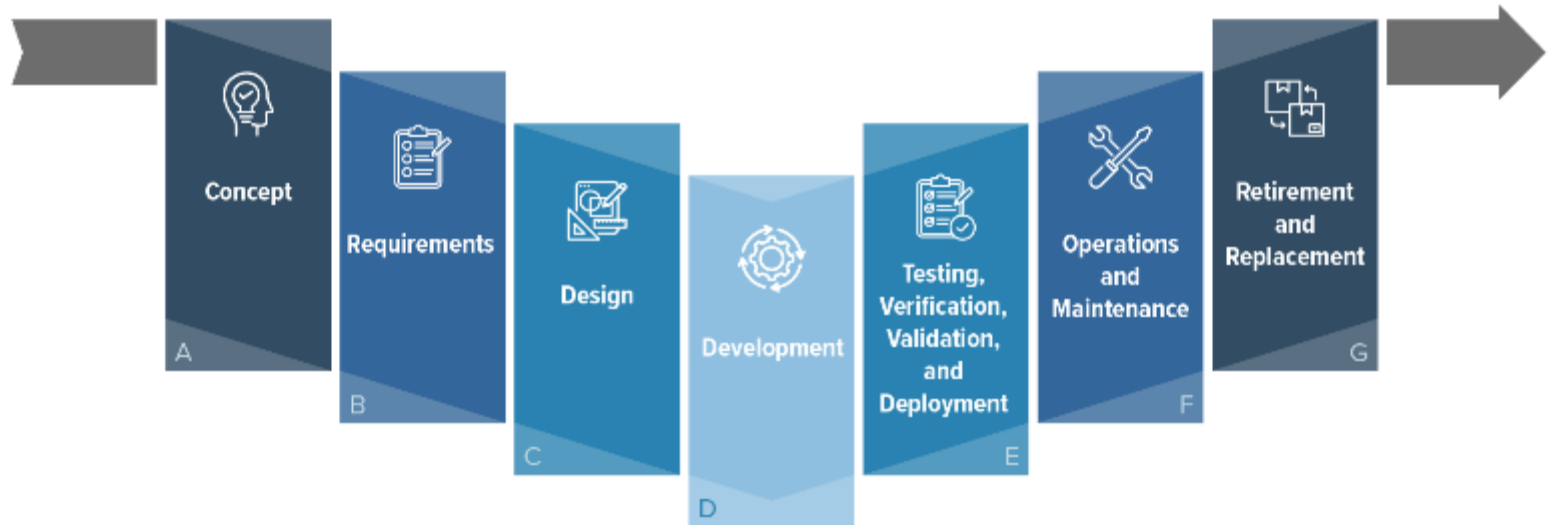 Concept
A
Requirements
B
Design
C
Development
D
Testing,
Verification,
Validation,
and
Deployment
E
Operations
and
Maintenance
F
Retirement
and
Replacement
G